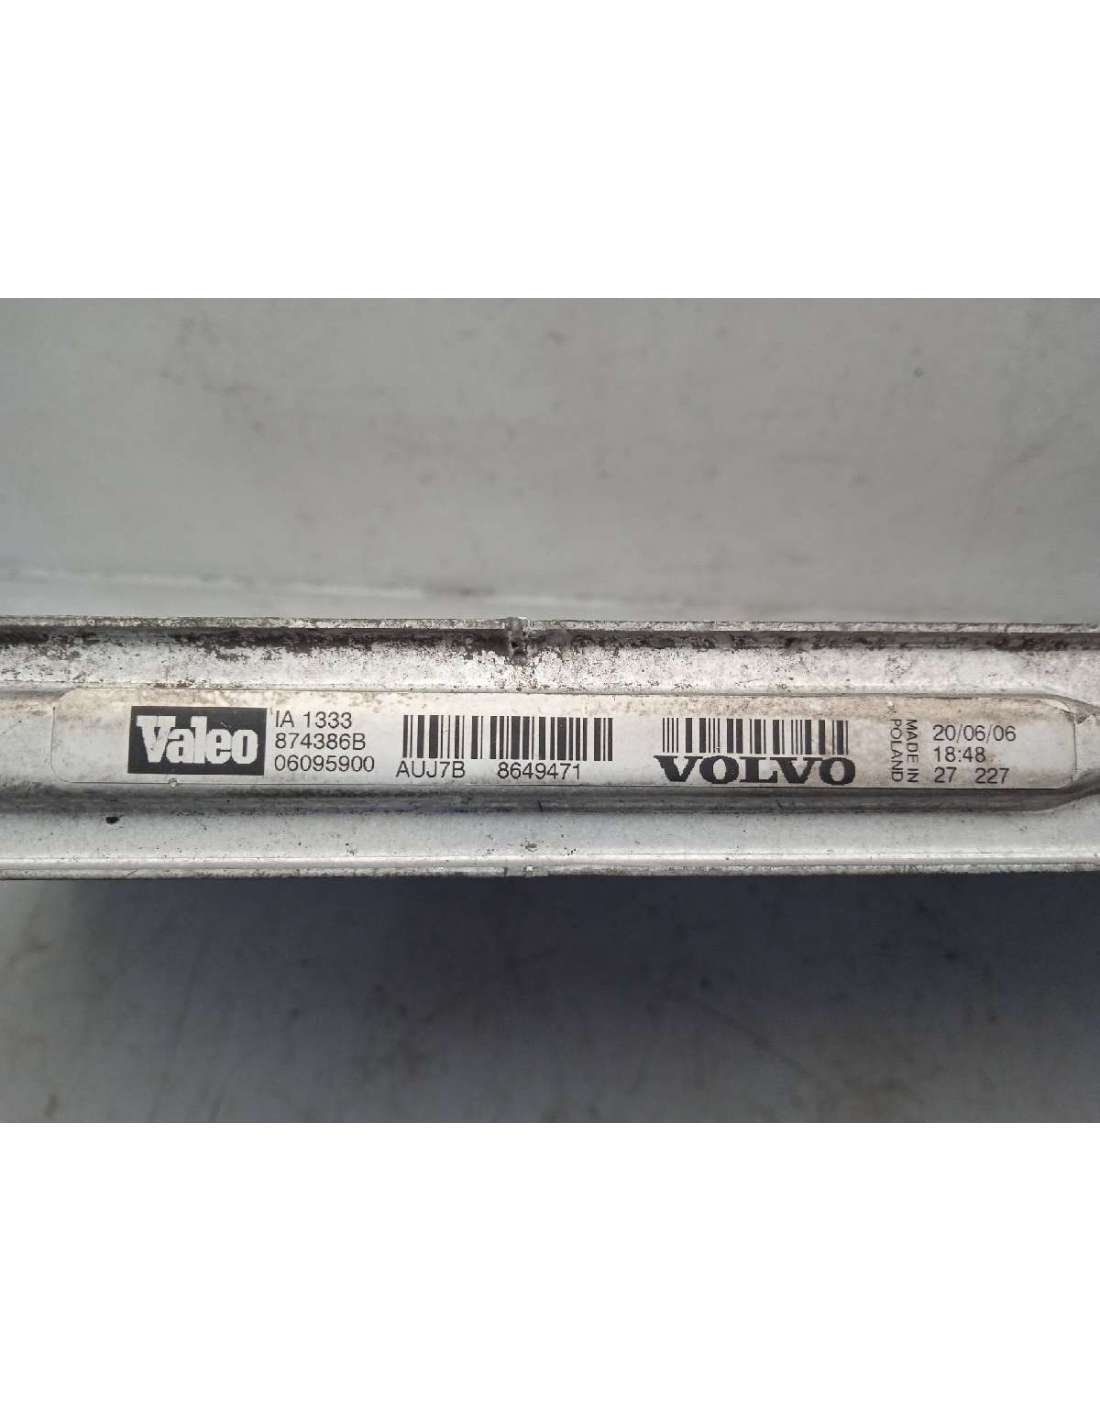 Valeo
IA 1333
874386B
06095900
AUJ7B 8649471
VOLVO
MADE IN
POLAND
20/06/06
18:48
27 227